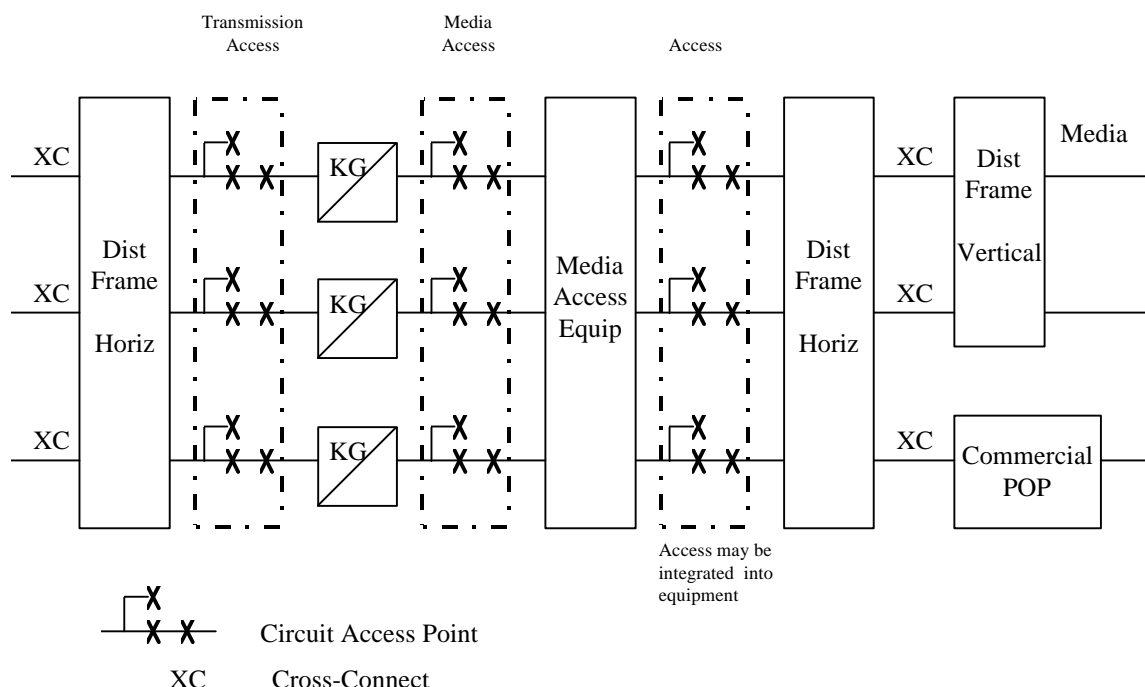 Transmission
Access
Media
Access
Access
XC
XC
XC
Dist
Frame
Horiz
KG
KG
KG
Media
Access
Equip
Dist
Frame
Horiz
XC
XC
XC
Dist
Frame
Vertical
Media
Commercial
POP
Access may be
integrated into
equipment
Circuit Access Point
XC Cross-Connect